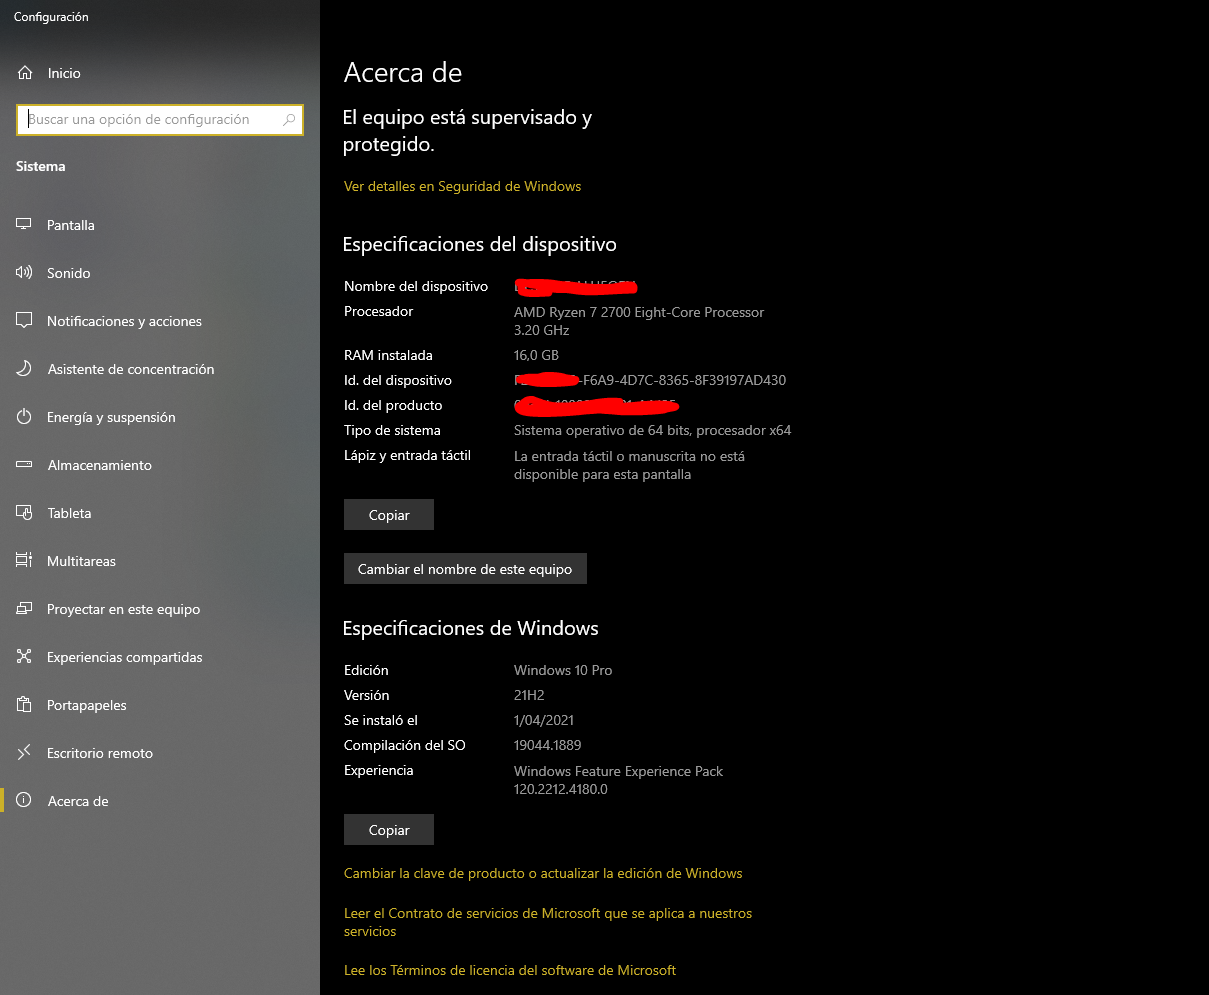 Configuración
Inicio
Buscar una opción de configuración
Sistema
Pantalla
Sonido
Notificaciones y acciones
Asistente de concentración
Energía y suspensión
Almacenamiento
Tableta
Multitareas
Proyectar en este equipo
Experiencias compartidas
Portapapeles
Escritorio remoto
Acerca de
Acerca de
El equipo está supervisado y
protegido.
Ver detalles en Seguridad de Windows
Especificaciones del dispositivo
Nombre del dispositivo
Procesador AMD Ryzen 7 2700 Eight-Core Processor
3.20 GHz
RAM instalada 16,0 GB
Id. del dispositivo -F6A9-4D7C-8365-8F39197AD430
Id. del producto
Tipo de sistema Sistema operativo de 64 bits, procesador x64
Lápiz y entrada táctil La entrada táctil o manuscrita no está
disponible para esta pantalla
Copiar
Cambiar el nombre de este equipo
Especificaciones de Windows
Edición Windows 10 Pro
Versión 21H2
Se instaló el 1/04/2021
Compilación del SO 19044.1889
Experiencia Windows Feature Experience Pack
120.2212.4180.0
Copiar
Cambiar la clave de producto o actualizar la edición de Windows
Leer el Contrato de servicios de Microsoft que se aplica a nuestros
servicios
Lee los Términos de licencia del software de Microsoft